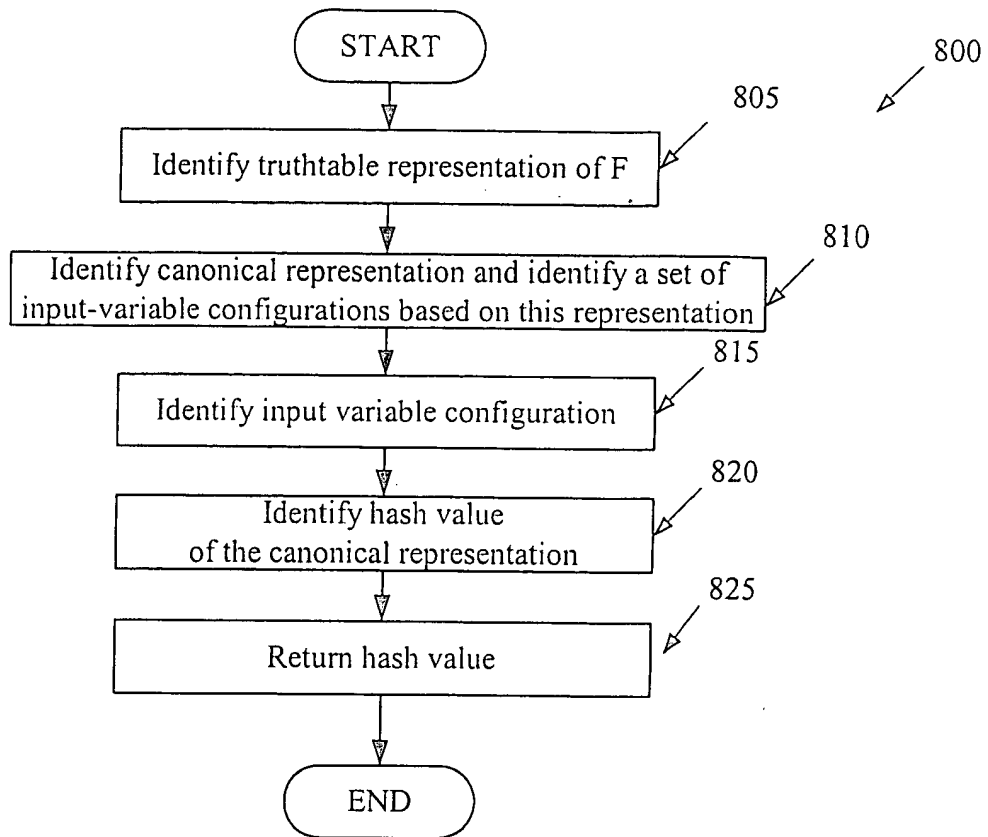 START
800
805
Identify truthtable representation of F
810
Identify canonical representation and identify a set of
input-variable configurations based on this representation
815
Identify input variable configuration
820
Identify hash value
of the canonical representation
825
Return hash value
END